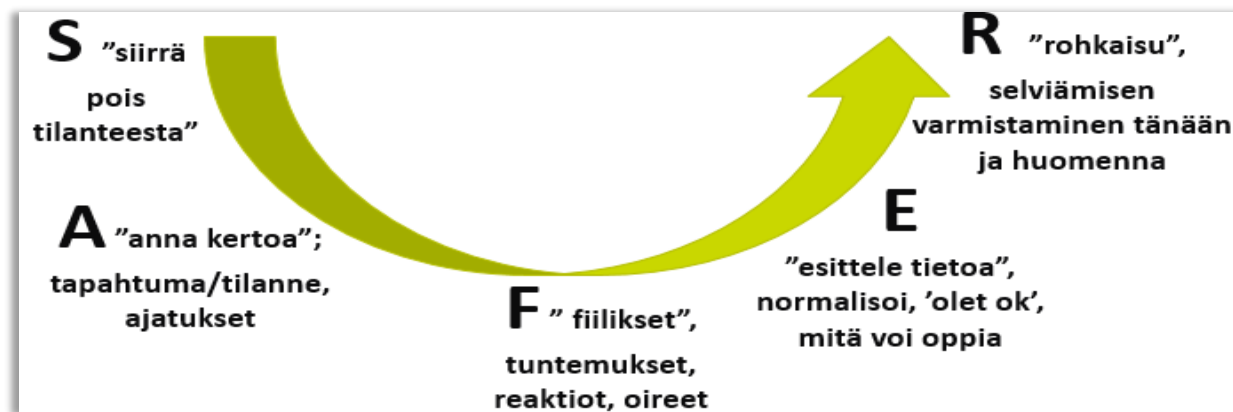 S ”siirrä
pois
tilanteesta”
A ”anna kertoa”;
tapahtuma/tilanne,
ajatukset
F ” fiilikset”,
tuntemukset,
reaktiot, oireet
E
”esittele tietoa”,
normalisoi, ’olet ok’,
mitä voi oppia
R ”rohkaisu”,
selviämisen
varmistaminen tänään
ja huomenna